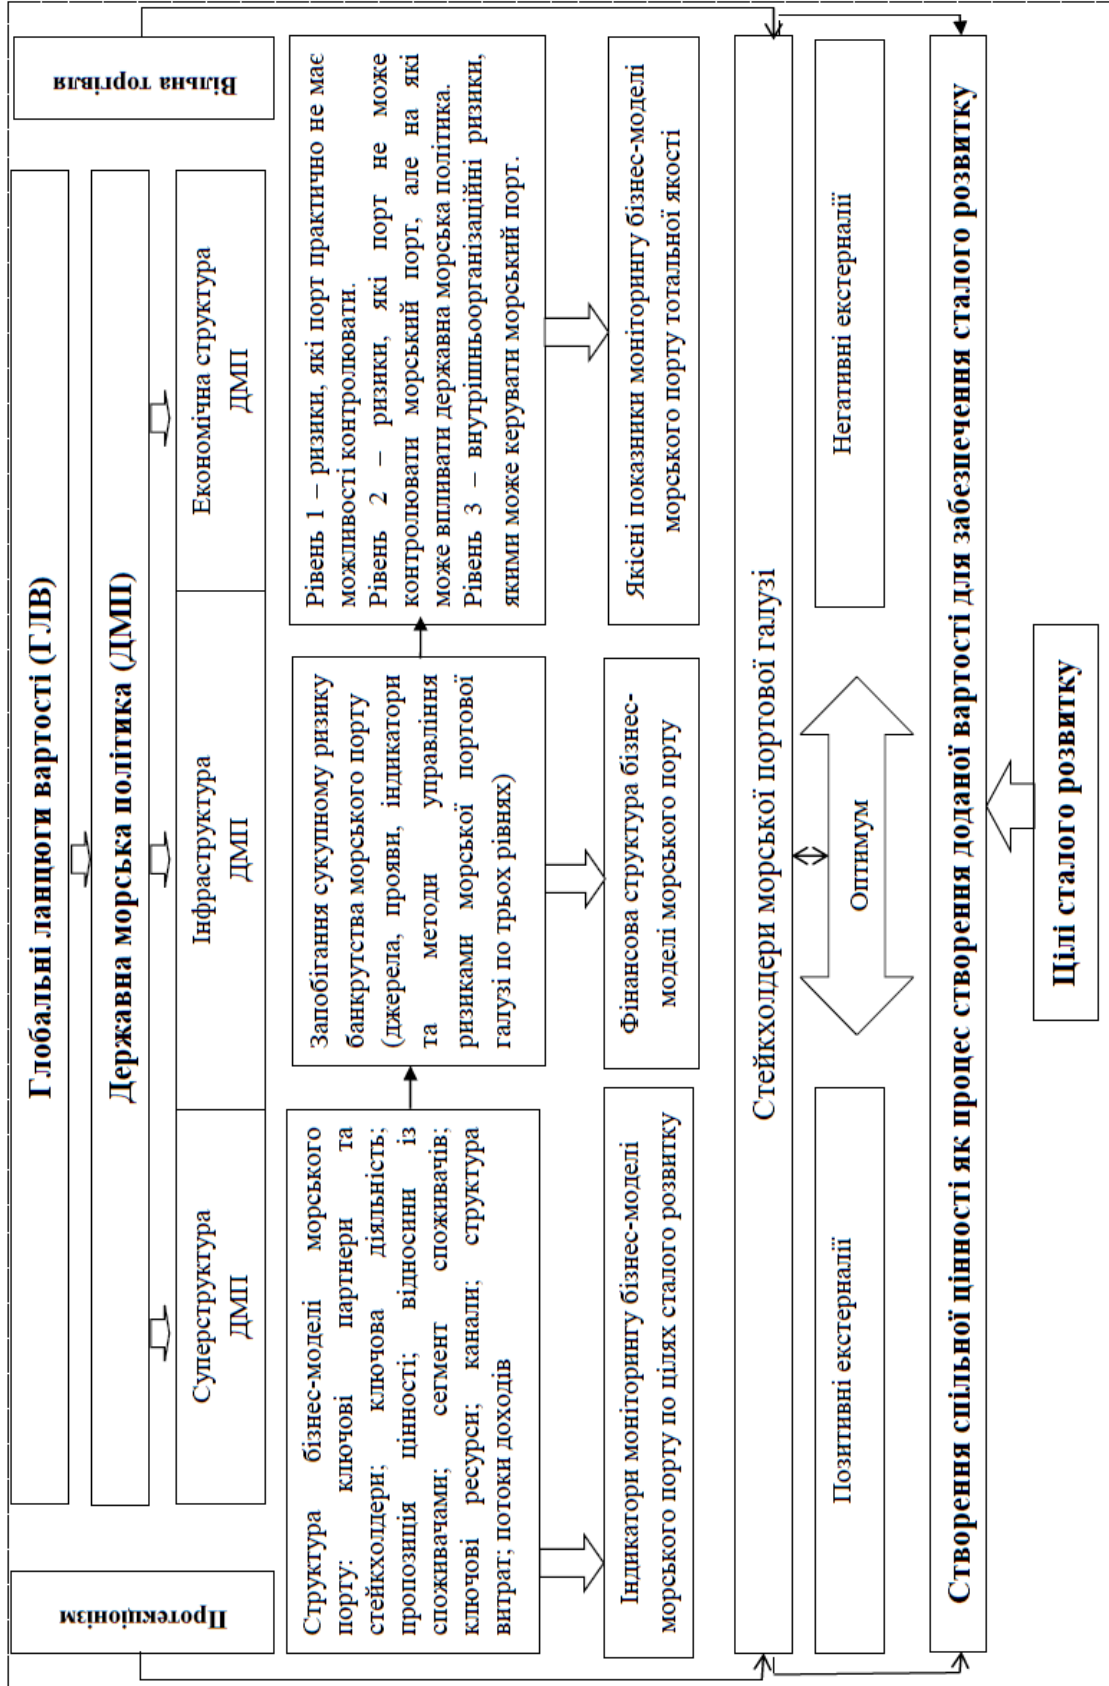 Глобальні ланцюги вартості (ГЛВ)
Протекціонізм
Державна морська політика (ДМП)
Вільна торгівля
Суперструктура
ДМП
Інфраструктура
ДМП
Економічна структура
ДМП
Структура бізнес-моделі морського
порту: ключові партнери та
стейкхолдери; ключова діяльність;
пропозиція цінності; відносини із
споживачами; сегмент споживачів;
ключові ресурси; канали; структура
витрат; потоки доходів
Запобігання сукупному ризику
банкрутства морського порту
(джерела, прояви, індикатори
та методи управління
ризиками морської портової
галузі по трьох рівнях)
Рівень 1 – ризики, які порт практично не має
можливості контролювати.
Рівень 2 – ризики, які порт не може
контролювати морський порт, але на які
може впливати державна морська політика.
Рівень 3 – внутрішньоорганізаційні ризики,
якими може керувати морський порт.
Індикатори моніторингу бізнес-моделі
морського порту по цілях сталого розвитку
Фінансова структура бізнес-
моделі морського порту
Якісні показники моніторингу бізнес-моделі
морського порту тотальної якості
Стейкхолдери морської портової галузі
Позитивні екстерналії
Оптимум
Негативні екстерналії
Створення спільної цінності як процес створення доданої вартості для забезпечення сталого розвитку
Цілі сталого розвитку